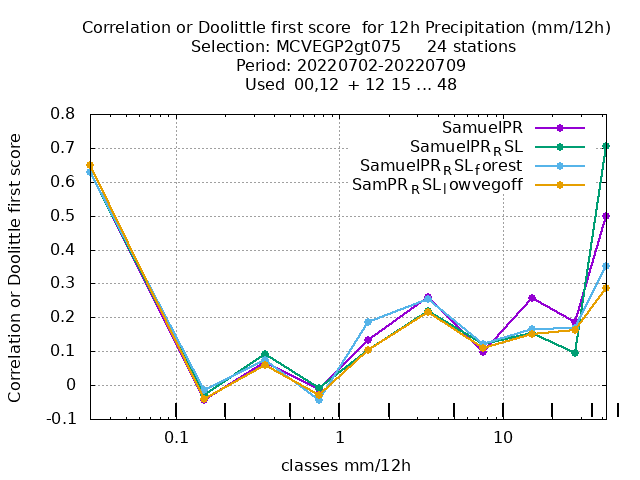 Correlation or Doolittle first score  for 12h Precipitation (mm/12h)
Selection: MCVEGP2gt075     24 stations
Period: 20220702-20220709
Used  00,12  + 12 15 ... 48
Correlation or Doolittle first score
0.8
0.7
0.6
0.5
0.4
0.3
0.2
0.1
0
-0.1
SamuelPR
SamuelPR_RSL
SamuelPR_RSL_forest
SamPR_RSL_lowvegoff
0.1 1 10
classes mm/12h